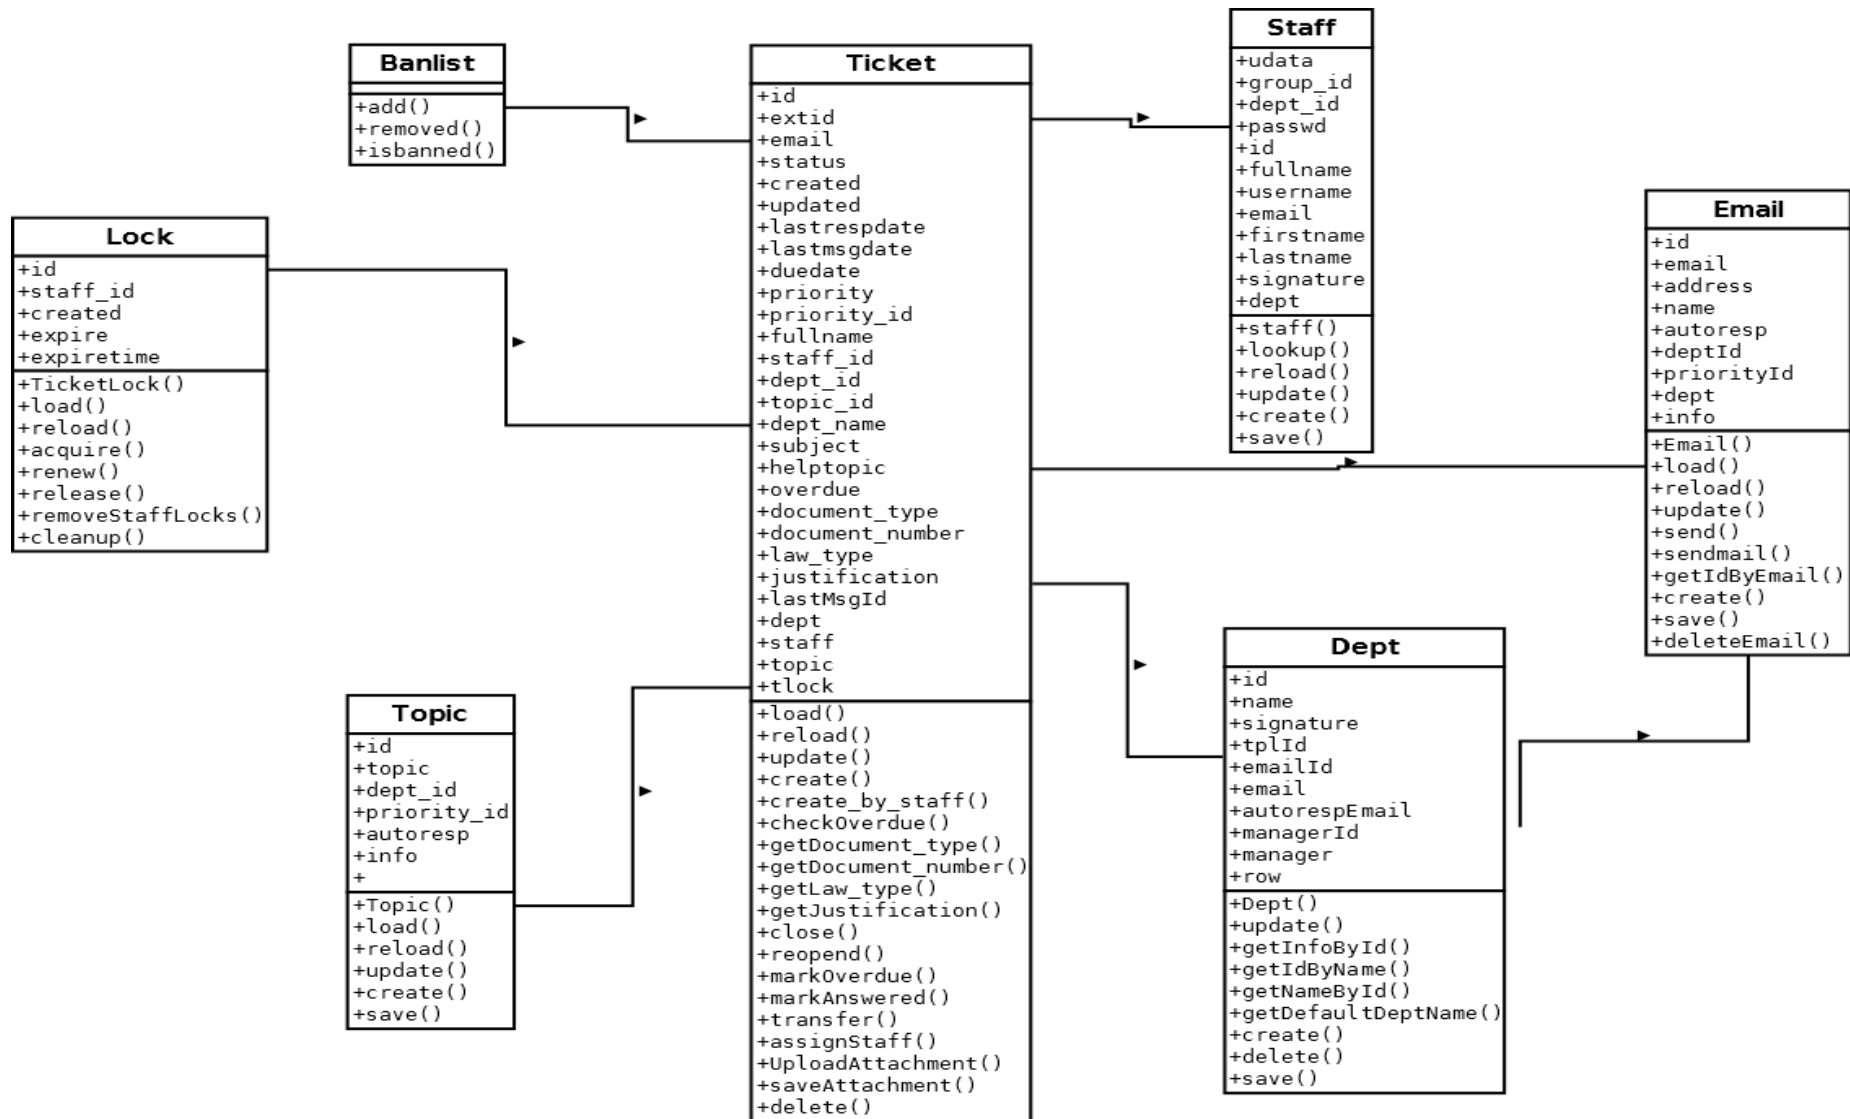 Banlist
+add()
+removed()
+isbanned()
Lock
+id
+staff_id
+created
+expire
+expiretime
+TicketLock()
+load()
+reload()
+acquire()
+renew()
+release()
+removeStaffLocks()
+cleanup()
Topic
+id
+topic
+dept_id
+priority_id
+autoresp
+info
+
+Topic()
+load()
+reload()
+update()
+create()
+save()
Ticket
+id
+extid
+email
+status
+created
+updated
+lastrespdate
+lastmsgdate
+duedate
+priority
+priority_id
+fullname
+staff_id
+dept_id
+topic_id
+dept_name
+subject
+helptopic
+overdue
+document_type
+document_number
+law_type
+justification
+lastMsgId
+dept
+staff
+topic
+tlock
+load()
+reload()
+update()
+create()
+create_by_staff()
+checkOverdue()
+getDocument_type()
+getDocument_number()
+getLaw_type()
+getJustification()
+close()
+reopend()
+markOverdue()
+markAnswered()
+transfer()
+assignStaff()
+UploadAttachment()
+saveAttachment()
+delete()
Staff
+udata
+group_id
+dept_id
+passwd
+id
+fullname
+username
+email
+firstname
+lastname
+signature
+dept
+staff()
+lookup()
+reload()
+update()
+create()
+save()
Dept
+id
+name
+signature
+tplId
+emailId
+email
+autorespEmail
+managerId
+manager
+row
+Dept()
+update()
+getInfoById()
+getIdByName()
+getNameById()
+getDefaultDeptName()
+create()
+delete()
+save()
Email
+id
+email
+address
+name
+autoresp
+deptId
+priorityId
+dept
+info
+Email()
+load()
+reload()
+update()
+send()
+sendmail()
+getIdByEmail()
+create()
+save()
+deleteEmail()